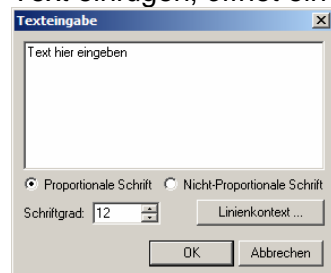 Text einfügen, öffnet ein
Texteingabe
Text hier eingeben
Proportionale Schrift Nicht-Proportionale Schrift
Schriftgrad: 12 Linienkontext ...
OK Abbrechen